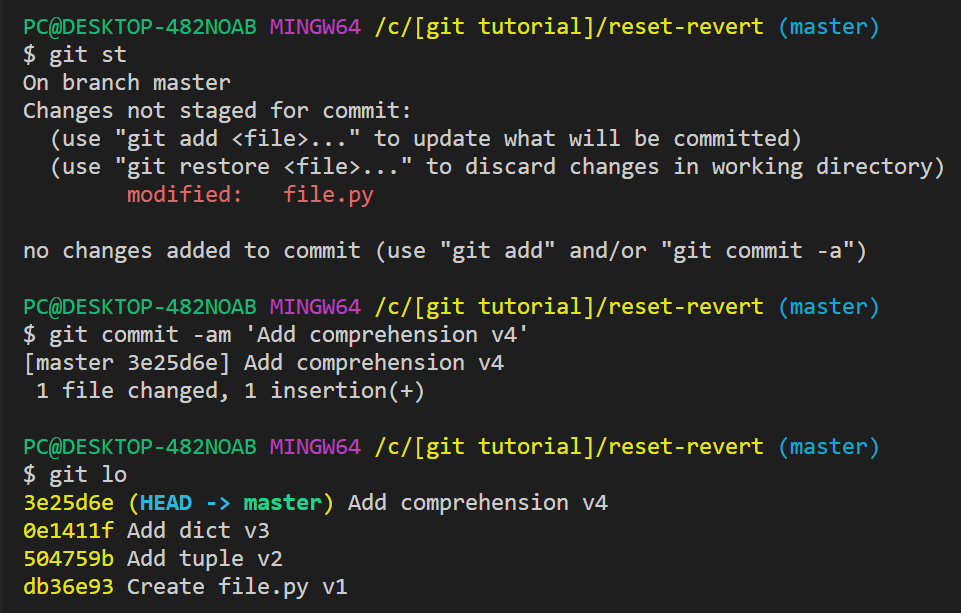 PC@DESKTOP-482NOAB MINGW64 /c/[git tutorial]/reset-revert (master)
$ git st
On branch master
Changes not staged for commit:
  (use "git add <file>..." to update what will be committed)
  (use "git restore <file>..." to discard changes in working directory)
        modified:   file.py

no changes added to commit (use "git add" and/or "git commit -a")

PC@DESKTOP-482NOAB MINGW64 /c/[git tutorial]/reset-revert (master)
$ git commit -am 'Add comprehension v4'
[master 3e25d6e] Add comprehension v4
 1 file changed, 1 insertion(+)

PC@DESKTOP-482NOAB MINGW64 /c/[git tutorial]/reset-revert (master)
$ git lo
3e25d6e (HEAD -> master) Add comprehension v4
0e1411f Add dict v3
504759b Add tuple v2
db36e93 Create file.py v1